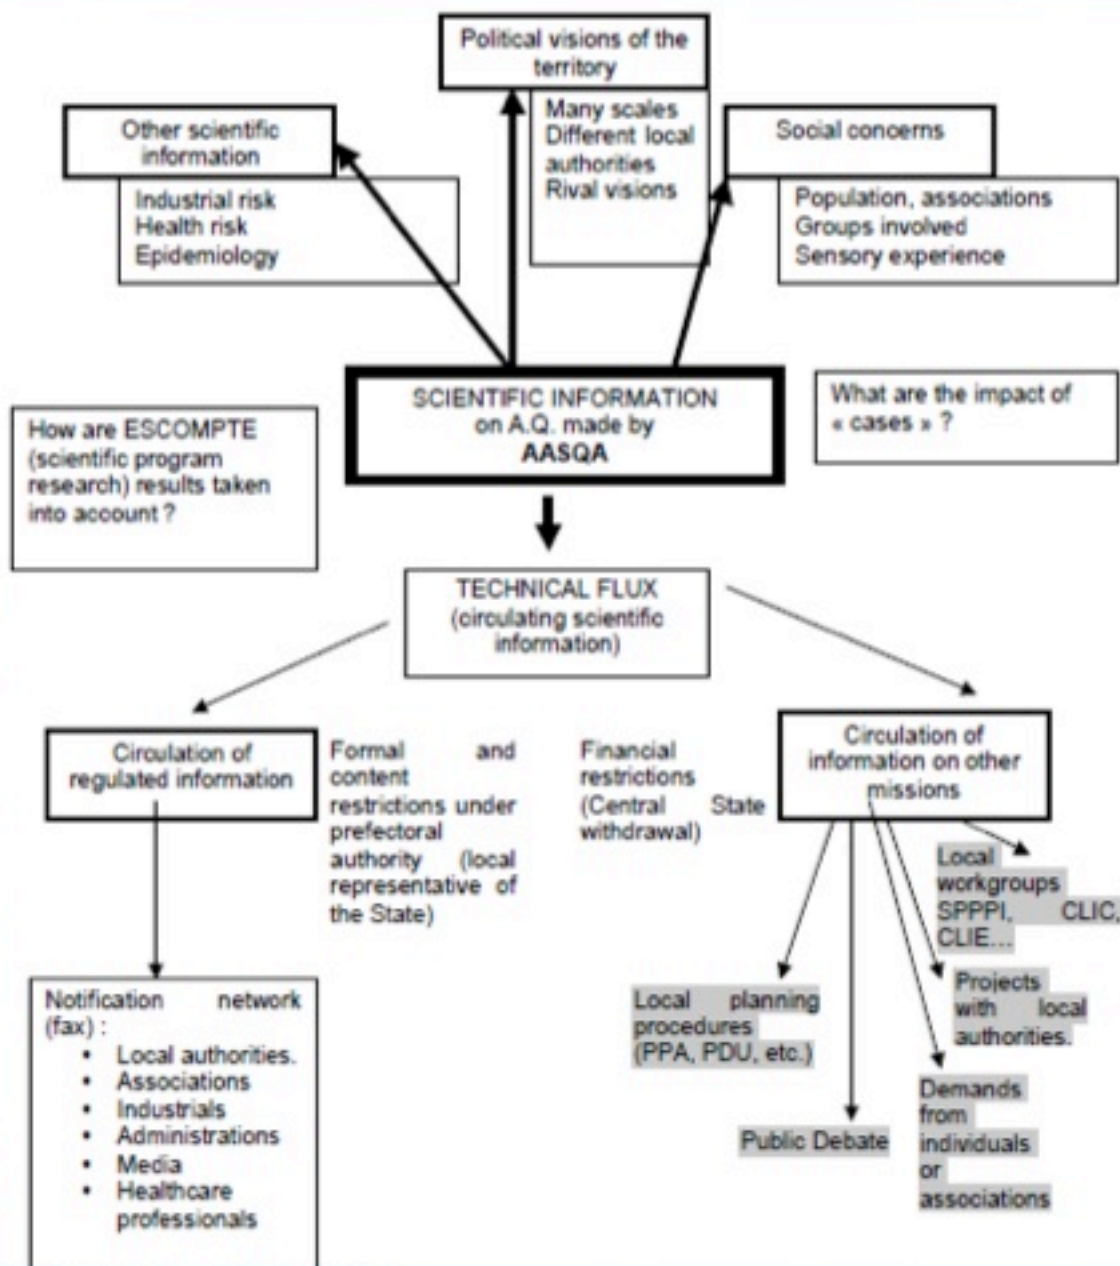 Political visions of the
territory
Many scales
Different local
authorities
Rival visions
Other scientific
information
Industrial risk
Health risk
Epidemiology
Social concerns
Population, associations
Groups involved
Sensory experience
SCIENTIFIC INFORMATION
on A.Q. made by
AASQA
What are the impact of
« cases » ?
How are ESCOMPTE
(scientific program
research) results taken
into account ?
TECHNICAL FLUX
(circulating scientific
information)
Circulation of
regulated information
Formal and
content
restrictions under
prefectoral
authority (local
representative of
the State)
Financial
restrictions
(Central State
withdrawal)
Circulation of
information on other
missions
Notification network
(fax) :
• Local authorities.
• Associations
• Industrials
• Administrations
• Media
• Healthcare
professionals
Local planning
procedures
(PPA, PDU, etc.)
Public Debate
Local
workgroups
SPPPI, CLIC,
CLIE...
Projects
with local
authorities.
Demands
from
individuals
or
associations